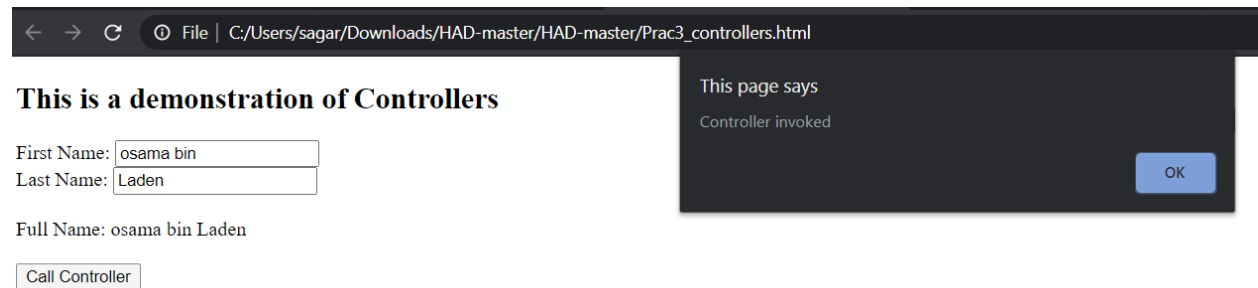 File | C:/Users/sagar/Downloads/HAD-master/HAD-master/Prac3_controllers.html
This page says
Controller invoked
OK
This is a demonstration of Controllers
First Name: osama bin
Last Name: Laden
Full Name: osama bin Laden
Call Controller